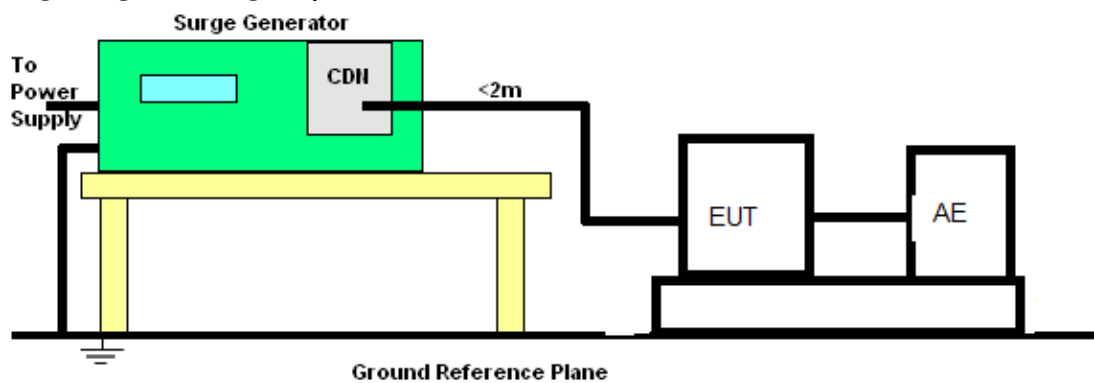 Surge Generator
To
Power
Supply
CDN
<2m
EUT
AE
Ground Reference Plane